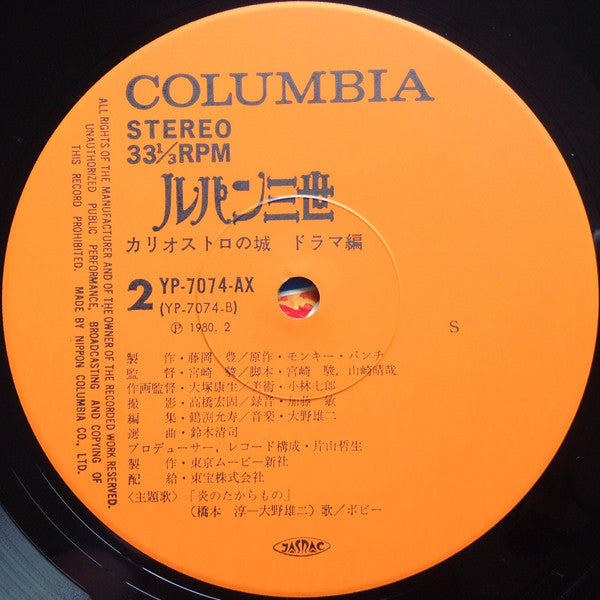 COLUMBIA
STEREO
33⅓RPM
ルパン三世
カリオストロの城 ドラマ編
2 YP-7074-AX
(YP-7074-B)
Ⓟ 1980. 2
S
製　作・藤岡　豊／原作・モンキー・パンチ
監　督・宮崎　駿／脚本・宮崎　駿，山崎晴哉
作画監督・大塚康生／美術・小林七郎
撮　影・高橋宏固／録音・加藤　敏
編　集・鶴渕允寿／音楽・大野雄二
選　曲・鈴木清司
プロデューサー，レコード構成・片山哲生
製　作・東京ムービー新社
配　給・東宝株式会社
〈主題歌〉「炎のたからもの」
（橋本　淳―大野雄二）歌／ボビー
JASRAC
ALL RIGHTS OF THE MANUFACTURER AND OF THE OWNER OF THE RECORDED WORK RESERVED.
UNAUTHORIZED PUBLIC PERFORMANCE, BROADCASTING AND COPYING OF
THIS RECORD PROHIBITED. MADE BY NIPPON COLUMBIA CO., LTD.